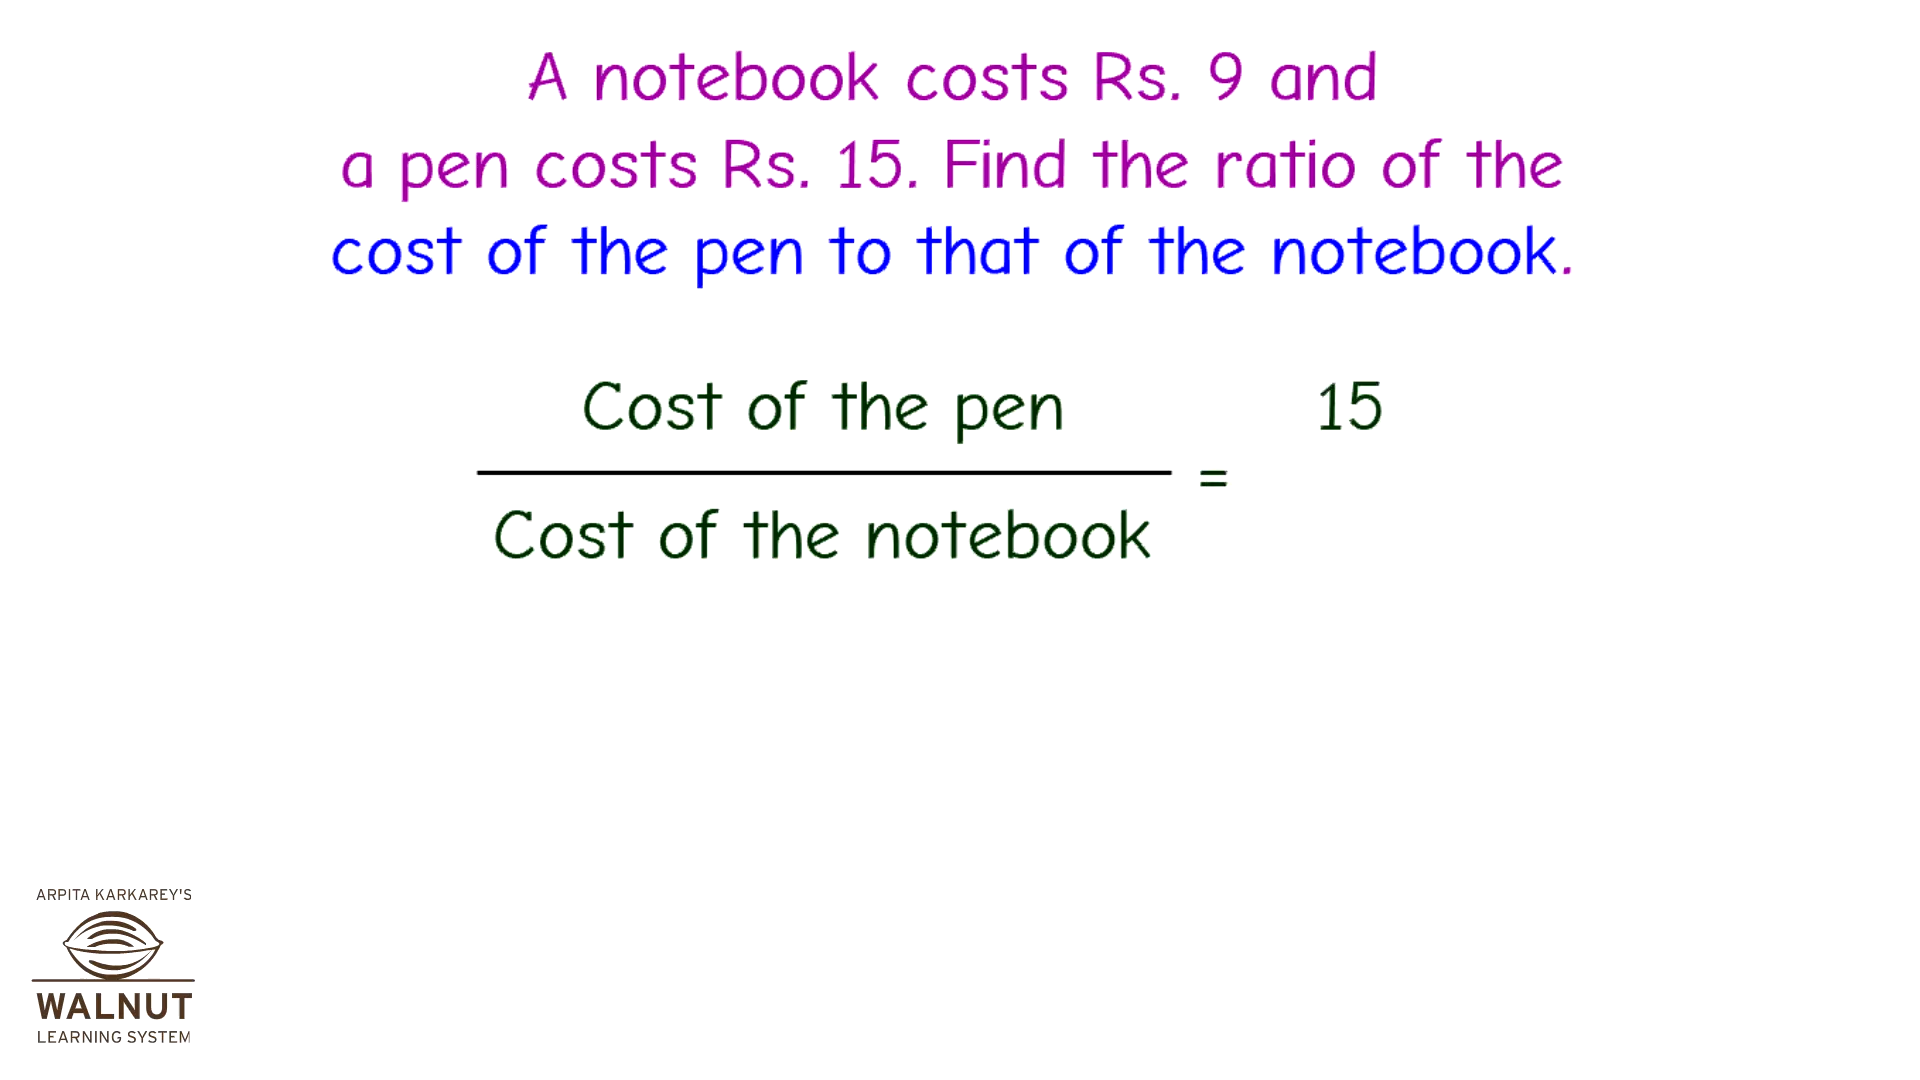 A notebook costs Rs. 9 and
a pen costs Rs. 15. Find the ratio of the
cost of the pen to that of the notebook.
Cost of the pen
15
=
Cost of the notebook
ARPITA KARKAREY'S
WALNUT
LEARNING SYSTEM